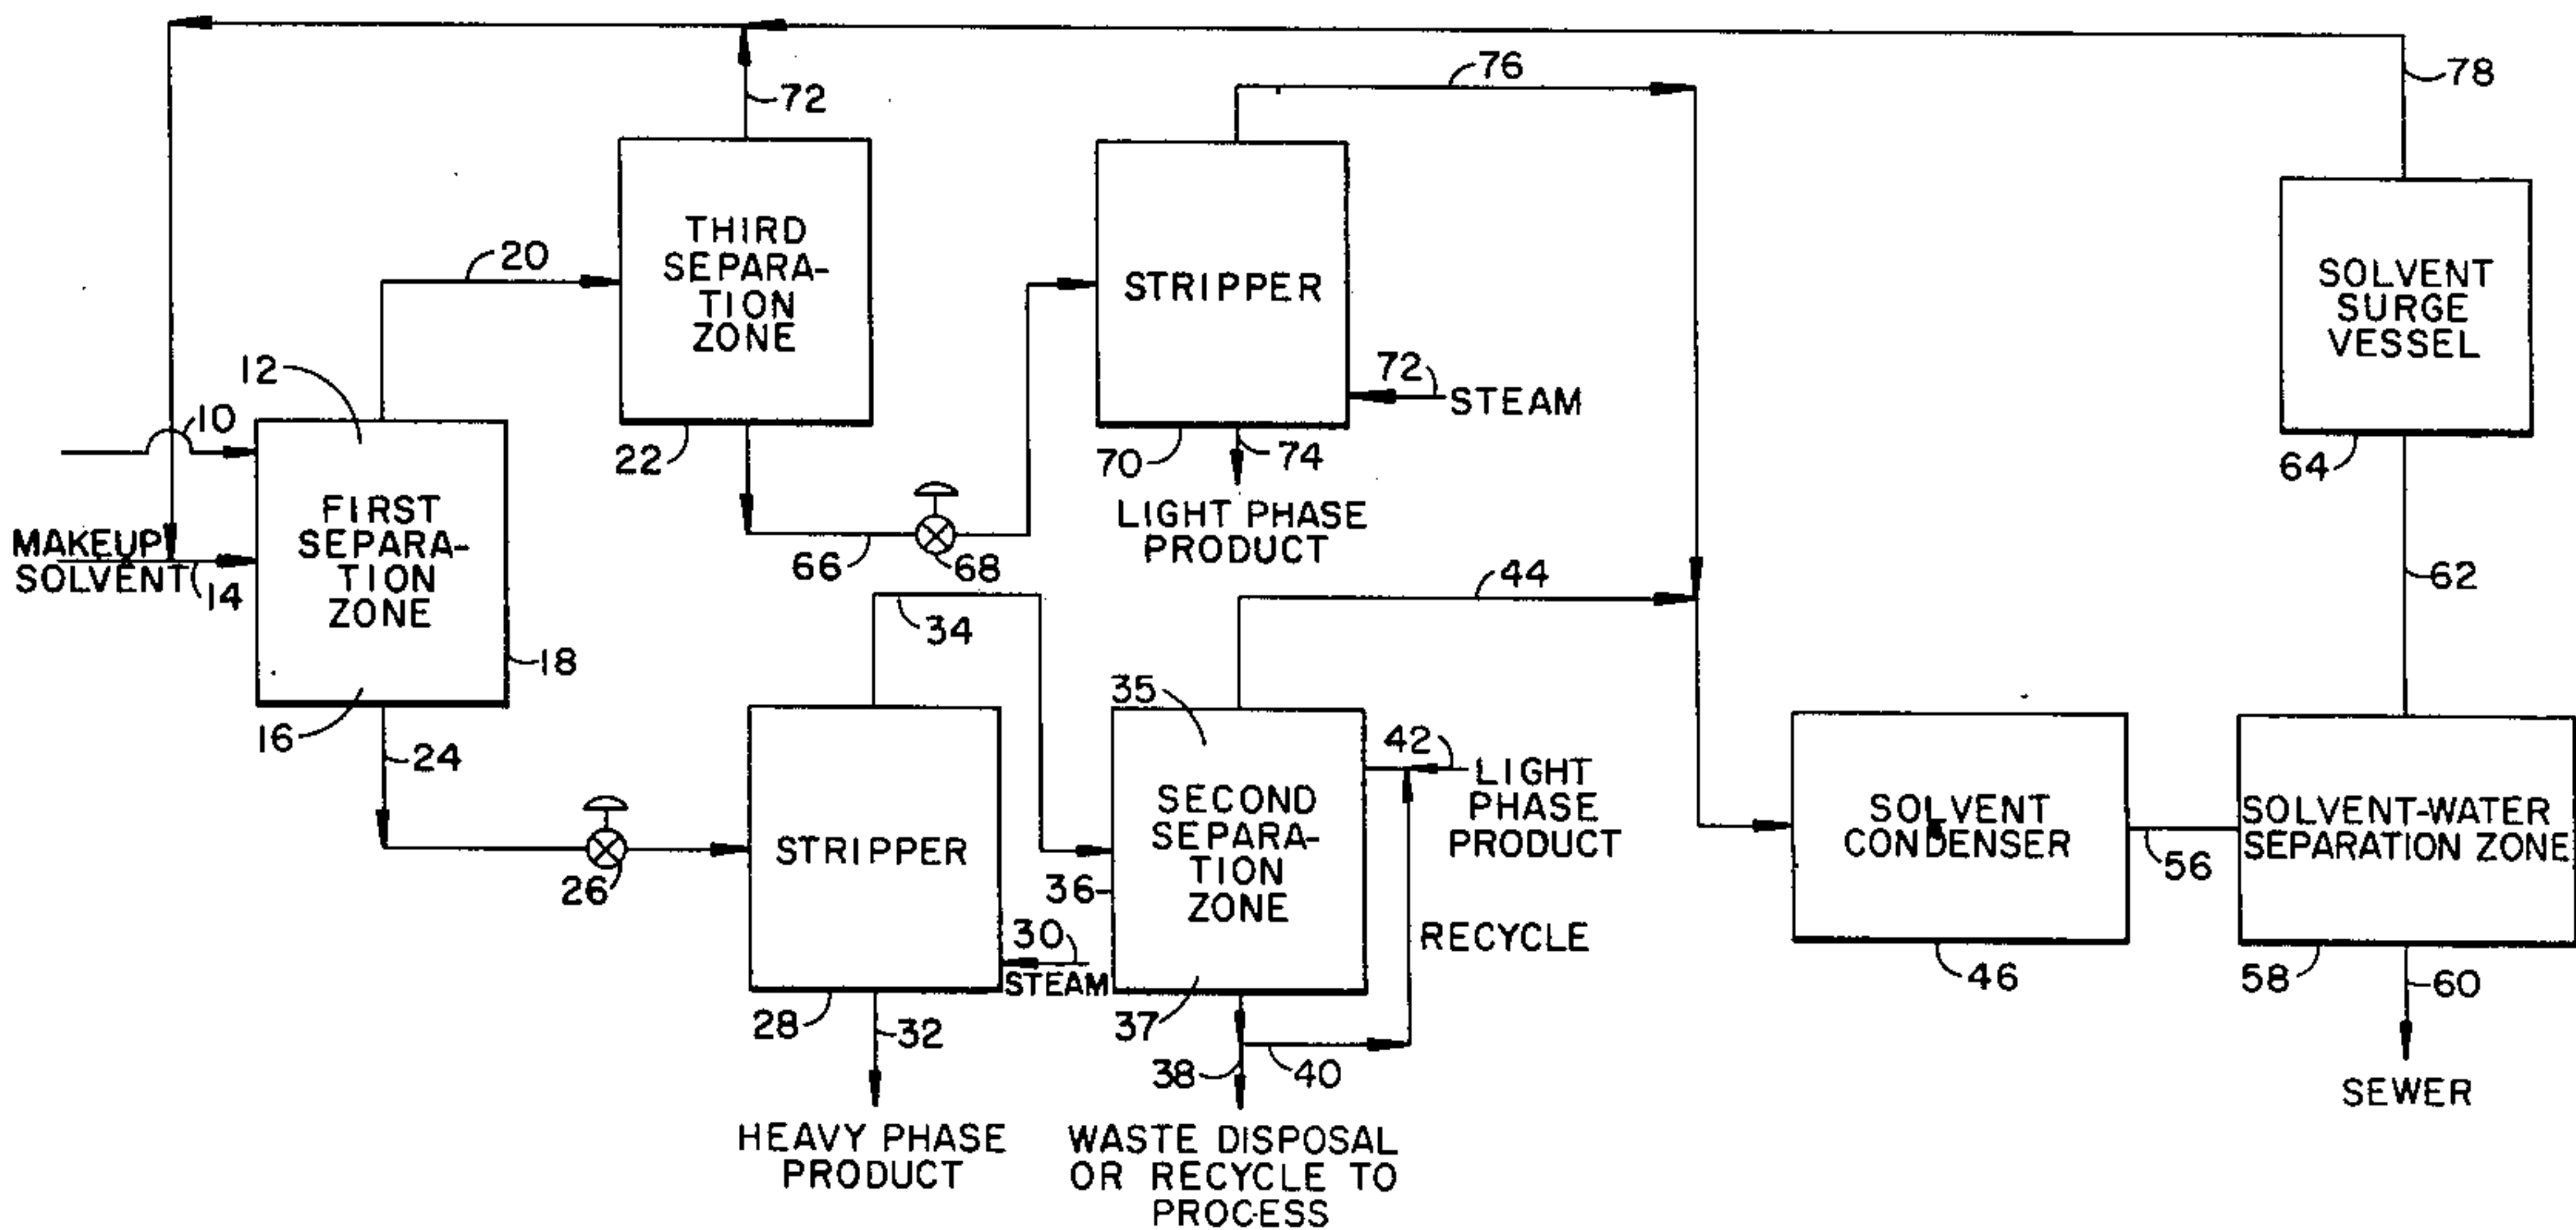 76
78
72
THIRD
SEPARA-
TION
ZONE
20
STRIPPER
SOLVENT
SURGE
VESSEL
12
10
72
STEAM
22
70
74
64
FIRST
SEPARA-
TION
ZONE
LIGHT PHASE
PRODUCT
MAKEUP
SOLVENT
14
66
68
44
62
34
18
35
16
24
42
LIGHT
PHASE
PRODUCT
SECOND
SEPARA-
TION
ZONE
SOLVENT
CONDENSER
SOLVENT-WATER
SEPARATION ZONE
STRIPPER
56
26
36
30
STEAM
RECYCLE
46
58
60
28
32
37
38
40
SEWER
HEAVY PHASE
PRODUCT
WASTE DISPOSAL
OR RECYCLE TO
PROCESS